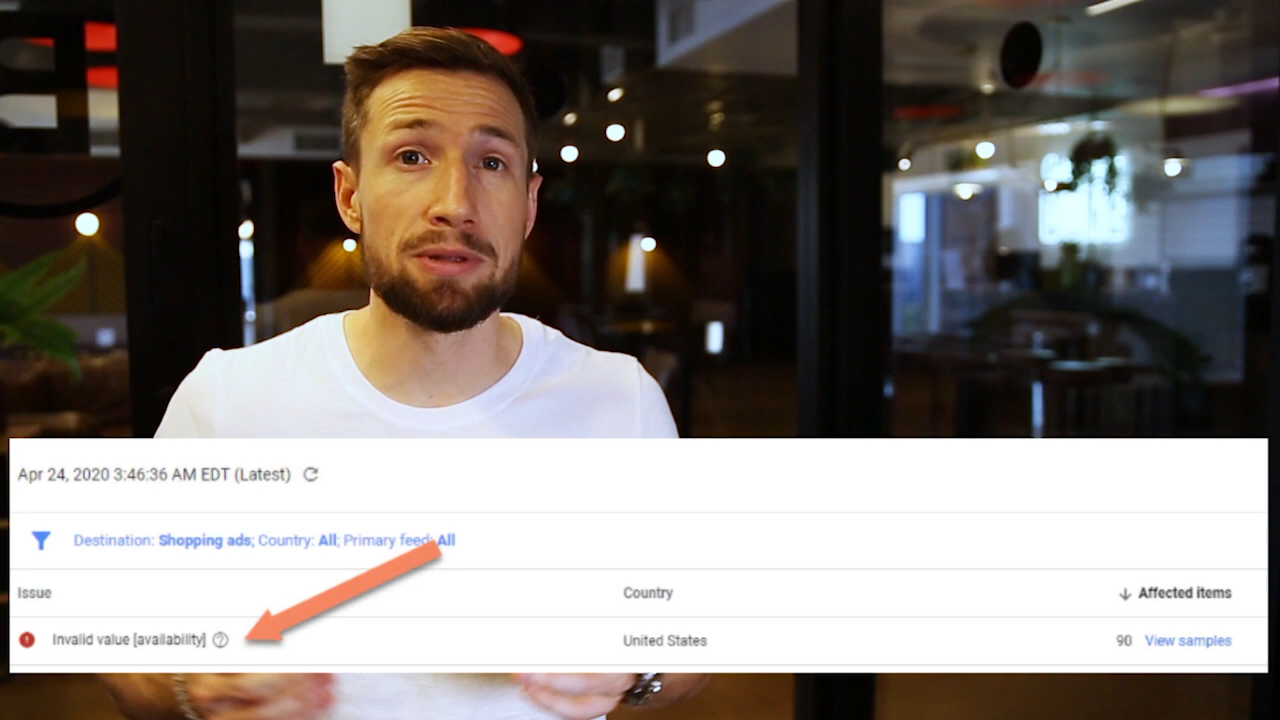 Apr 24, 2020 3:46:36 AM EDT (Latest)
Destination: Shopping ads; Country: All; Primary feed: All
Issue Country Affected items
Invalid value [availability] United States 90 View samples